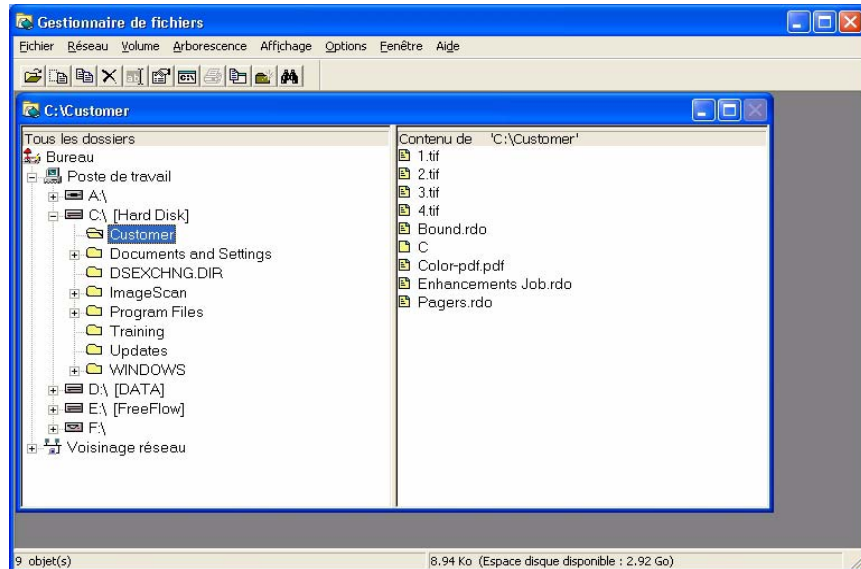 Gestionnaire de fichiers
Fichier Réseau Volume Arborescence Affichage Options Fenêtre Aide
C:\Customer
Tous les dossiers
Bureau
Poste de travail
A:\
C:\ [Hard Disk]
Customer
Documents and Settings
DSEXCHNG.DIR
ImageScan
Program Files
Training
Updates
WINDOWS
D:\ [DATA]
E:\ [FreeFlow]
F:\
Voisinage réseau
Contenu de 'C:\Customer'
1.tif
2.tif
3.tif
4.tif
Bound.rdo
C
Color-pdf.pdf
Enhancements Job.rdo
Pagers.rdo
9 objet(s)
8.94 Ko (Espace disque disponible : 2.92 Go)